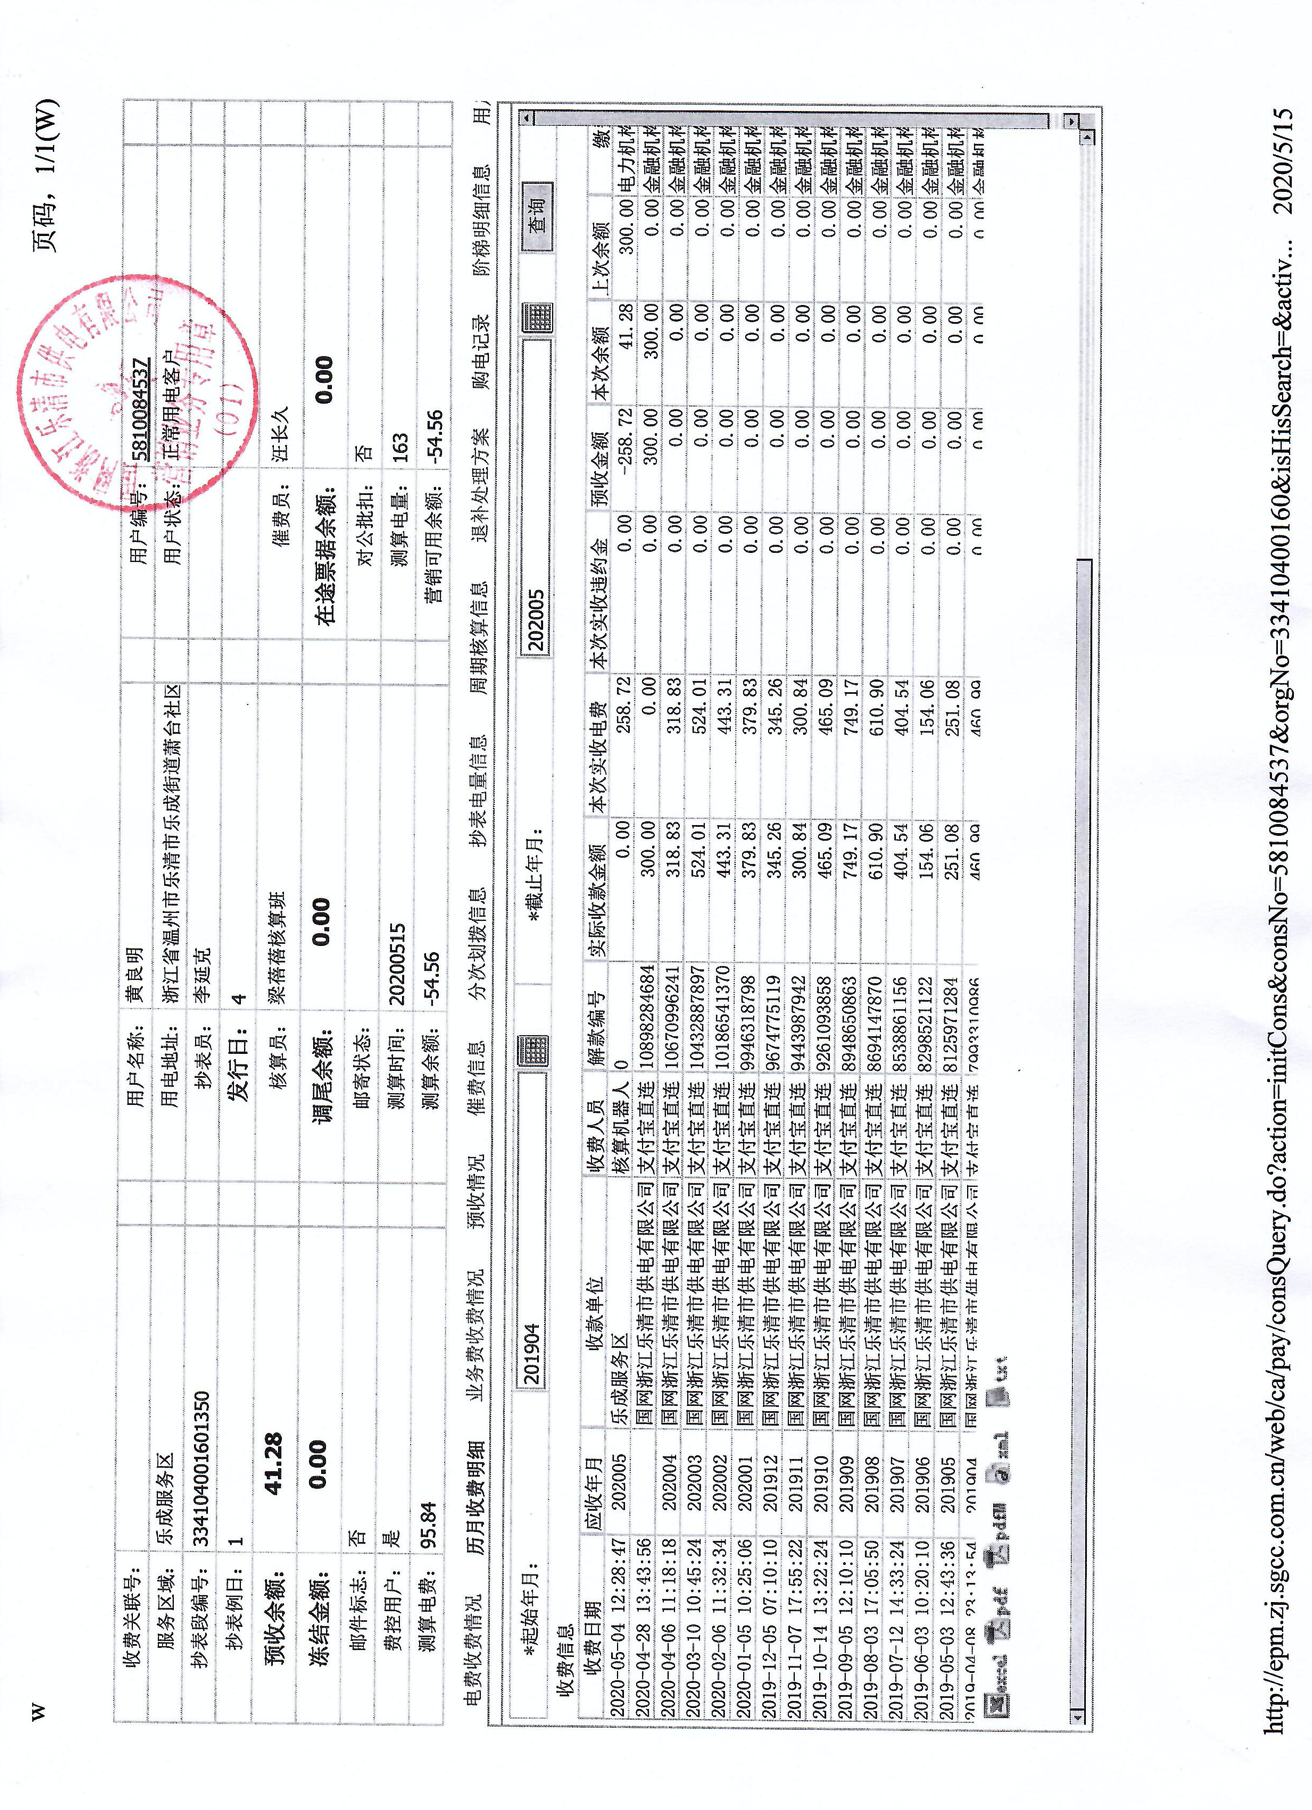 w 页码，1/1(W)
收费关联号： 用户名称： 黄良明 用户编号： 5810084537
服务区域： 乐成服务区 用电地址： 浙江省温州市乐清市乐成街道萧台社区 用户状态： 正常用电客户
抄表段编号： 3341040001601350 抄表员： 李延克
抄表例日： 1 发行日： 4
预收余额： 41.28 核算员： 梁蓓蓓核算班 催费员： 汪长久
冻结金额： 0.00 调尾余额： 0.00 在途票据余额： 0.00
邮件标志： 否 邮寄状态： 对公批扣： 否
费控用户： 是 测算时间： 20200515 测算电量： 163
测算电费： 95.84 测算余额： -54.56 营销可用余额： -54.56
国网浙江乐清市供电有限公司
营销业务专用章
(01)
电费收费情况 历月收费明细 业务费收费情况 预收情况 催费信息 分次划拨信息 抄表电量信息 周期核算信息 退补处理方案 购电记录 阶梯明细信息 用
*起始年月： 201904 *截止年月： 202005 查询
收费信息
收费日期 应收年月 收款单位 收费人员 解款编号 实际收款金额 本次实收电费 本次实收违约金 预收金额 本次余额 上次余额 缴
2020-05-04 12:28:47 202005 乐成服务区 核算机器人 0 0.00 258.72 0.00 -258.72 41.28 300.00 电力机构
2020-04-28 13:43:56 国网浙江乐清市供电有限公司 支付宝直连 10898284684 300.00 0.00 0.00 300.00 300.00 0.00 金融机构
2020-04-06 11:18:18 202004 国网浙江乐清市供电有限公司 支付宝直连 10670996241 318.83 318.83 0.00 0.00 0.00 0.00 金融机构
2020-03-10 10:45:24 202003 国网浙江乐清市供电有限公司 支付宝直连 10432887897 524.01 524.01 0.00 0.00 0.00 0.00 金融机构
2020-02-06 11:32:34 202002 国网浙江乐清市供电有限公司 支付宝直连 10186541370 443.31 443.31 0.00 0.00 0.00 0.00 金融机构
2020-01-05 10:25:06 202001 国网浙江乐清市供电有限公司 支付宝直连 9946318798 379.83 379.83 0.00 0.00 0.00 0.00 金融机构
2019-12-05 07:10:10 201912 国网浙江乐清市供电有限公司 支付宝直连 9674775119 345.26 345.26 0.00 0.00 0.00 0.00 金融机构
2019-11-07 17:55:22 201911 国网浙江乐清市供电有限公司 支付宝直连 9443987942 300.84 300.84 0.00 0.00 0.00 0.00 金融机构
2019-10-14 13:22:24 201910 国网浙江乐清市供电有限公司 支付宝直连 9261093858 465.09 465.09 0.00 0.00 0.00 0.00 金融机构
2019-09-05 12:10:10 201909 国网浙江乐清市供电有限公司 支付宝直连 8948650863 749.17 749.17 0.00 0.00 0.00 0.00 金融机构
2019-08-03 17:05:50 201908 国网浙江乐清市供电有限公司 支付宝直连 8694147870 610.90 610.90 0.00 0.00 0.00 0.00 金融机构
2019-07-12 14:33:24 201907 国网浙江乐清市供电有限公司 支付宝直连 8538861156 404.54 404.54 0.00 0.00 0.00 0.00 金融机构
2019-06-03 10:20:10 201906 国网浙江乐清市供电有限公司 支付宝直连 8298521122 154.06 154.06 0.00 0.00 0.00 0.00 金融机构
2019-05-03 12:43:36 201905 国网浙江乐清市供电有限公司 支付宝直连 8125971284 251.08 251.08 0.00 0.00 0.00 0.00 金融机构
2019-04-08 23:13:54 201904 国网浙江乐清市供电有限公司 支付宝直连 7993310986 460.99 460.99 0.00 0.00 0.00 0.00 金融机构
excel pdf pdfM xml txt
http://epm.zj.sgcc.com.cn/web/ca/pay/consQuery.do?action=initCons&consNo=5810084537&orgNo=33410400160&isHisSearch=&activ... 2020/5/15